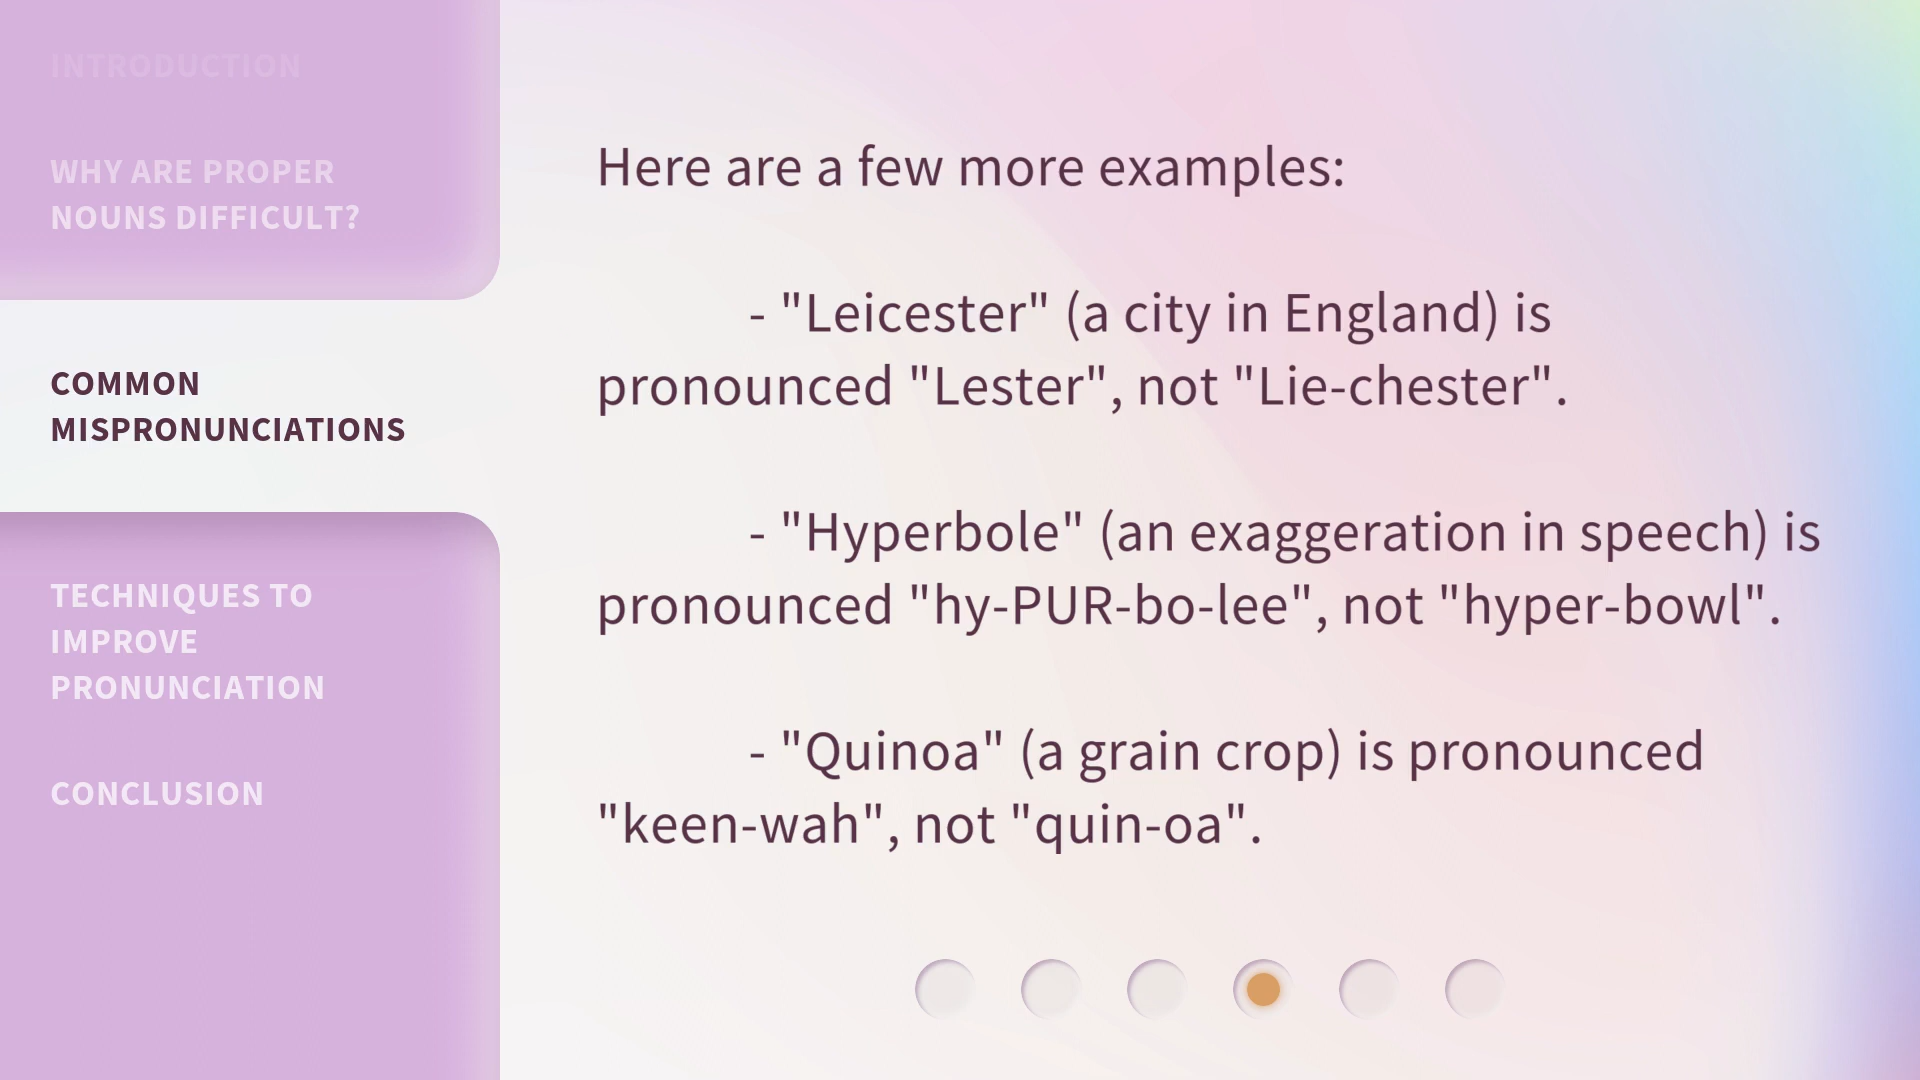 INTRODUCTION
WHY ARE PROPER
NOUNS DIFFICULT?
COMMON
MISPRONUNCIATIONS
TECHNIQUES TO
IMPROVE
PRONUNCIATION
CONCLUSION
Here are a few more examples:
- "Leicester" (a city in England) is
pronounced "Lester", not "Lie-chester".
- "Hyperbole" (an exaggeration in speech) is
pronounced "hy-PUR-bo-lee", not "hyper-bowl".
- "Quinoa" (a grain crop) is pronounced
"keen-wah", not "quin-oa".